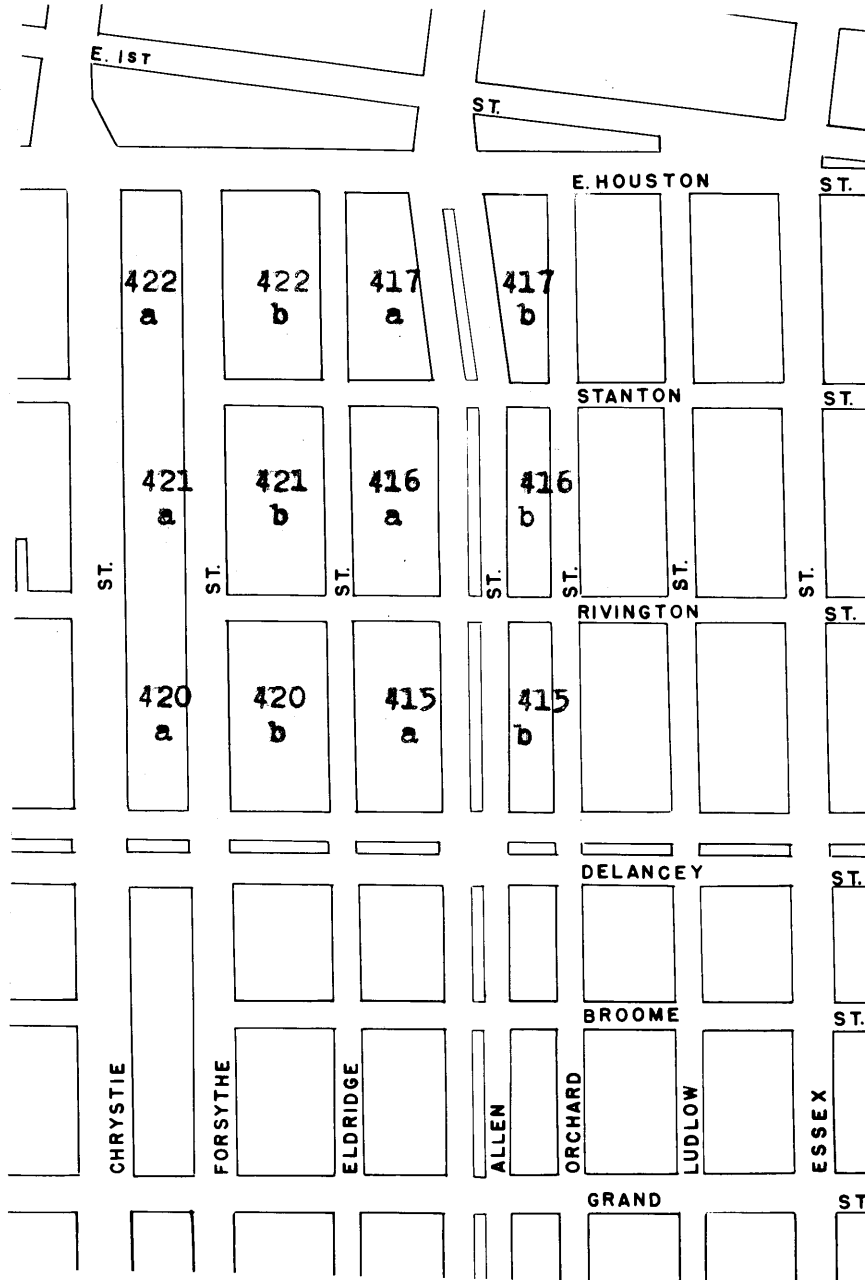 E. 1ST
ST.
E. HOUSTON ST.
422 422 417 417
a b a b
STANTON ST.
421 421 416 416
a b a b
ST. ST. ST. ST. ST. ST. ST.
RIVINGTON ST.
420 420 415 415
a b a b
DELANCEY ST.
BROOME ST.
CHRYSTIE
FORSYTHE
ELDRIDGE
ALLEN
ORCHARD
LUDLOW
ESSEX
GRAND ST